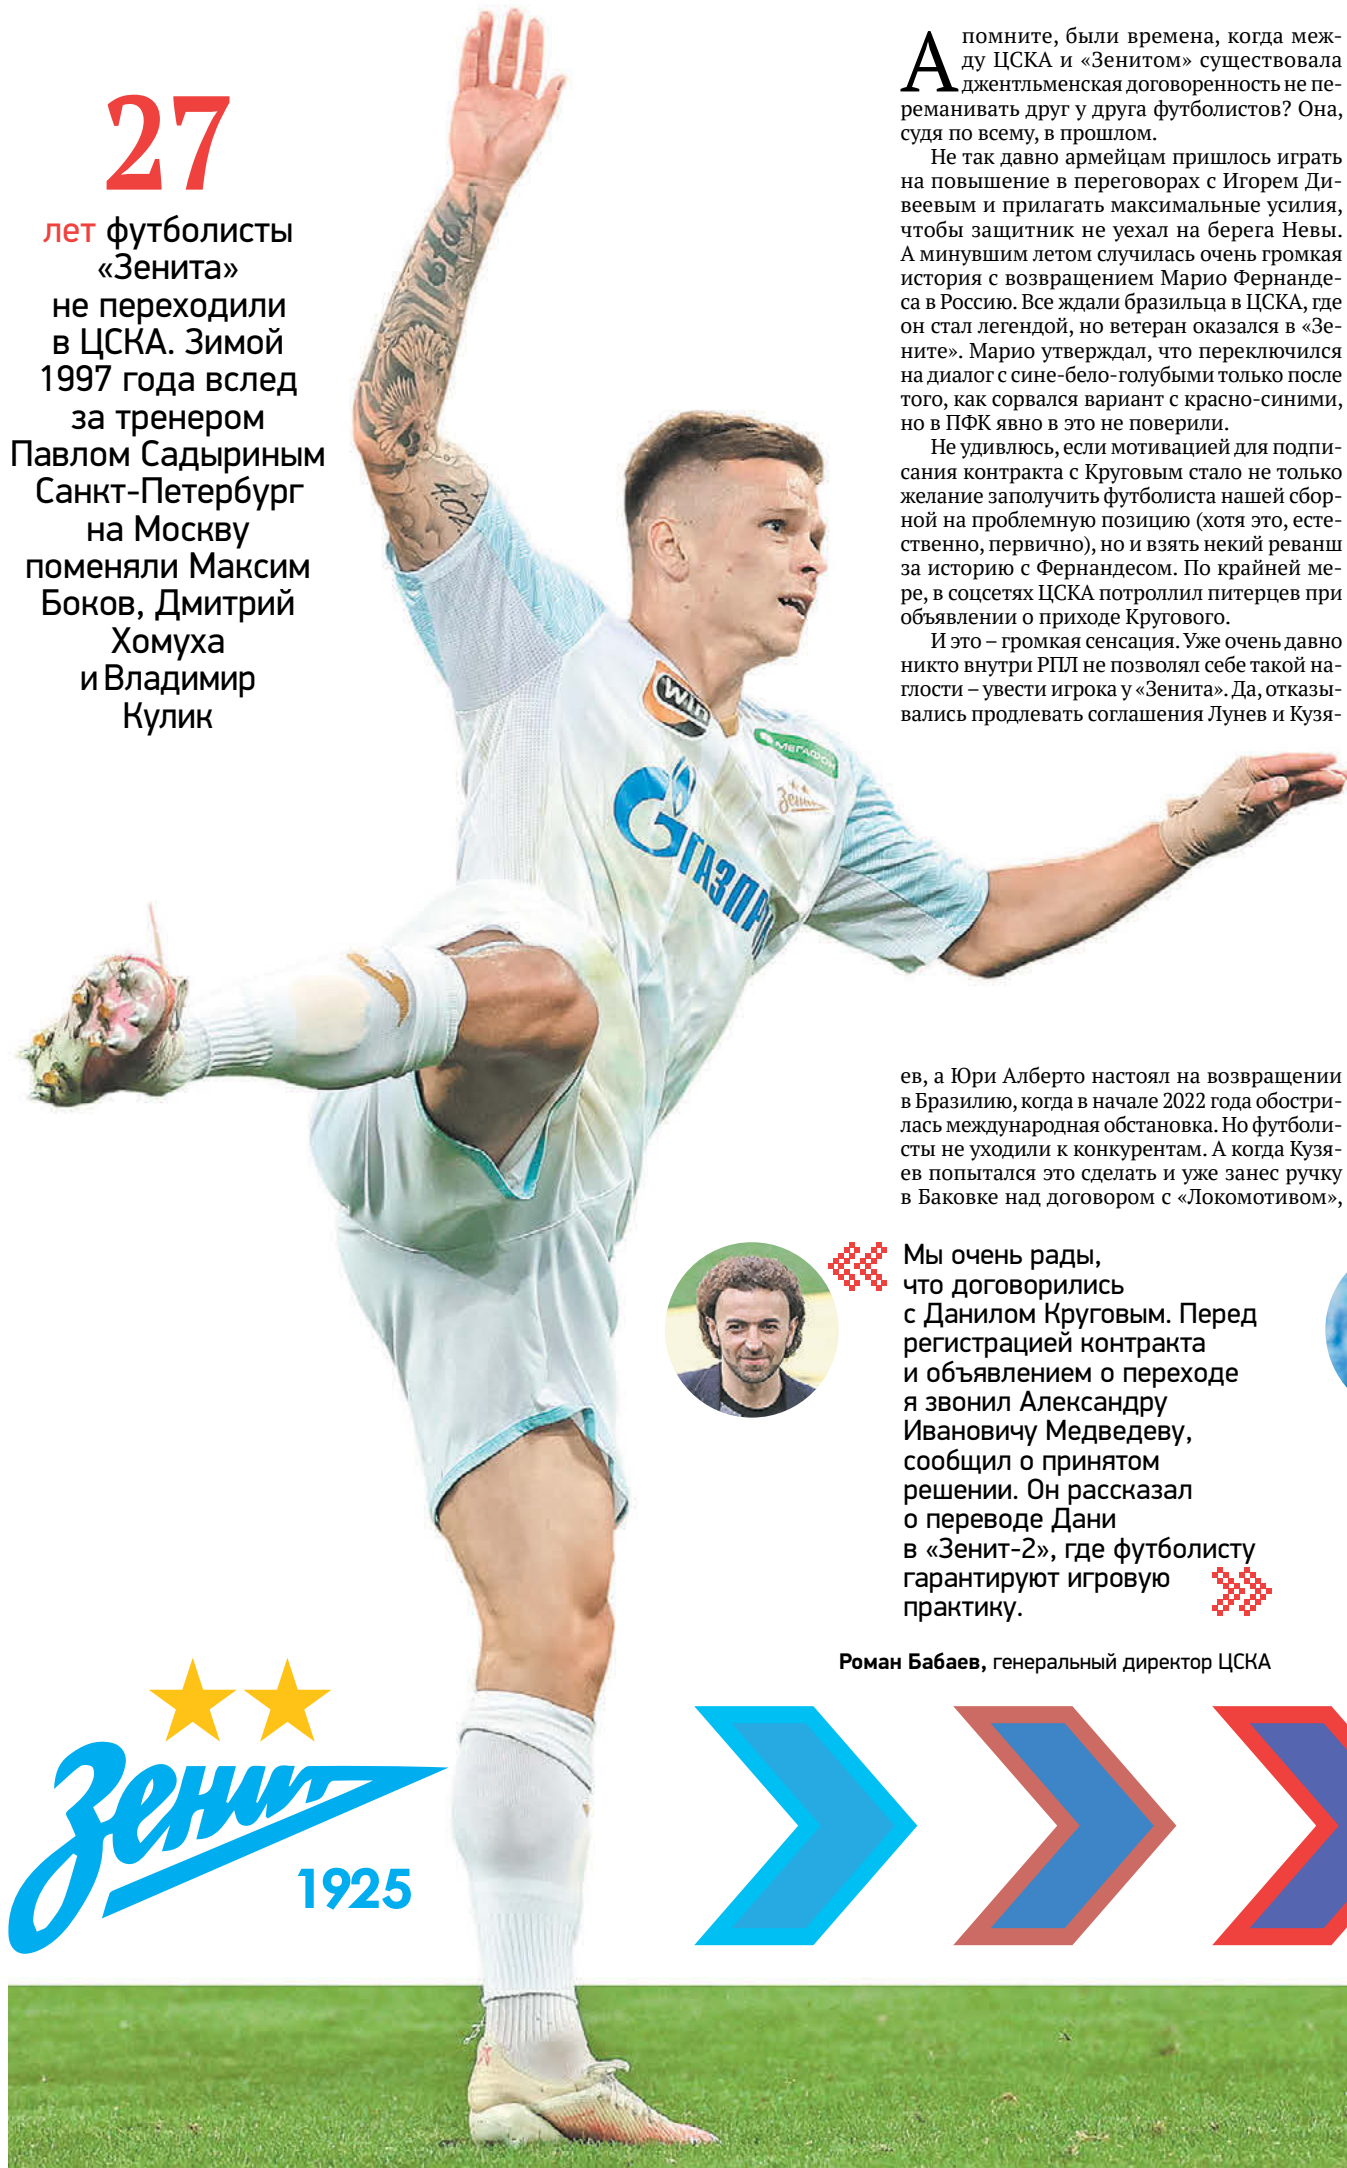 27
лет футболисты
«Зенита»
не переходили
в ЦСКА. Зимой
1997 года вслед
за тренером
Павлом Садыриным
Санкт-Петербург
на Москву
поменяли Максим
Боков, Дмитрий
Хомуха
и Владимир
Кулик
А помните, были времена, когда меж-
ду ЦСКА и «Зенитом» существовала
джентльменская договоренность не пе-
реманивать друг у друга футболистов? Она,
судя по всему, в прошлом.
Не так давно армейцам пришлось играть
на повышение в переговорах с Игорем Ди-
веевым и прилагать максимальные усилия,
чтобы защитник не уехал на берега Невы.
А минувшим летом случилась очень громкая
история с возвращением Марио Фернанде-
са в Россию. Все ждали бразильца в ЦСКА, где
он стал легендой, но ветеран оказался в «Зе-
ните». Марио утверждал, что переключился
на диалог с сине-бело-голубыми только после
того, как сорвался вариант с красно-синими,
но в ПФК явно в это не поверили.
Не удивлюсь, если мотивацией для подпи-
сания контракта с Круговым стало не только
желание заполучить футболиста нашей сбор-
ной на проблемную позицию (хотя это, есте-
ственно, первично), но и взять некий реванш
за историю с Фернандесом. По крайней ме-
ре, в соцсетях ЦСКА потроллил питерцев при
объявлении о приходе Кругового.
И это – громкая сенсация. Уже очень давно
никто внутри РПЛ не позволял себе такой на-
глости – увести игрока у «Зенита». Да, отказы-
вались продлевать соглашения Лунев и Кузя-
ев, а Юри Алберто настоял на возвращении
в Бразилию, когда в начале 2022 года обостри-
лась международная обстановка. Но футболи-
сты не уходили к конкурентам. А когда Кузя-
ев попытался это сделать и уже занес ручку
в Баковке над договором с «Локомотивом»,
win
МЕГАФОН
Зенит
ГАЗПРОМ
« Мы очень рады,
что договорились
с Данилом Круговым. Перед
регистрацией контракта
и объявлением о переходе
я звонил Александру
Ивановичу Медведеву,
сообщил о принятом
решении. Он рассказал
о переводе Дани
в «Зенит-2», где футболисту
гарантируют игровую
практику. »
Роман Бабаев, генеральный директор ЦСКА
Зенит
1925